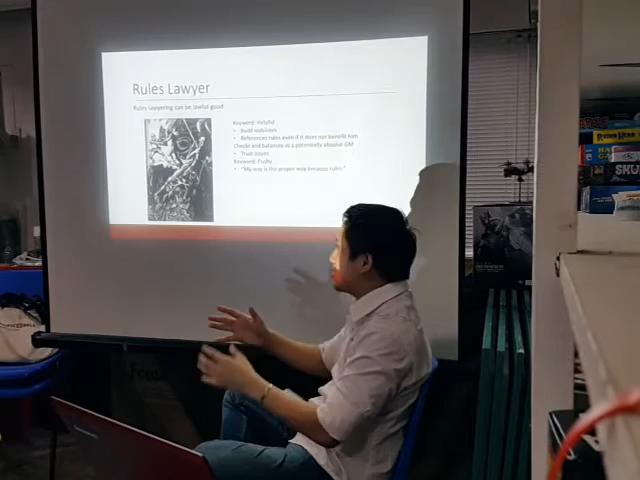 Rules Lawyer
Rules lawyering can be lawful good
Keyword: Helpful
• Build stabilities
• References rules even if it does not benefit him
Checks and balances vs a potentially abusive GM
• Trust issues
Keyword: Pushy
• "My way is the proper way because rules."